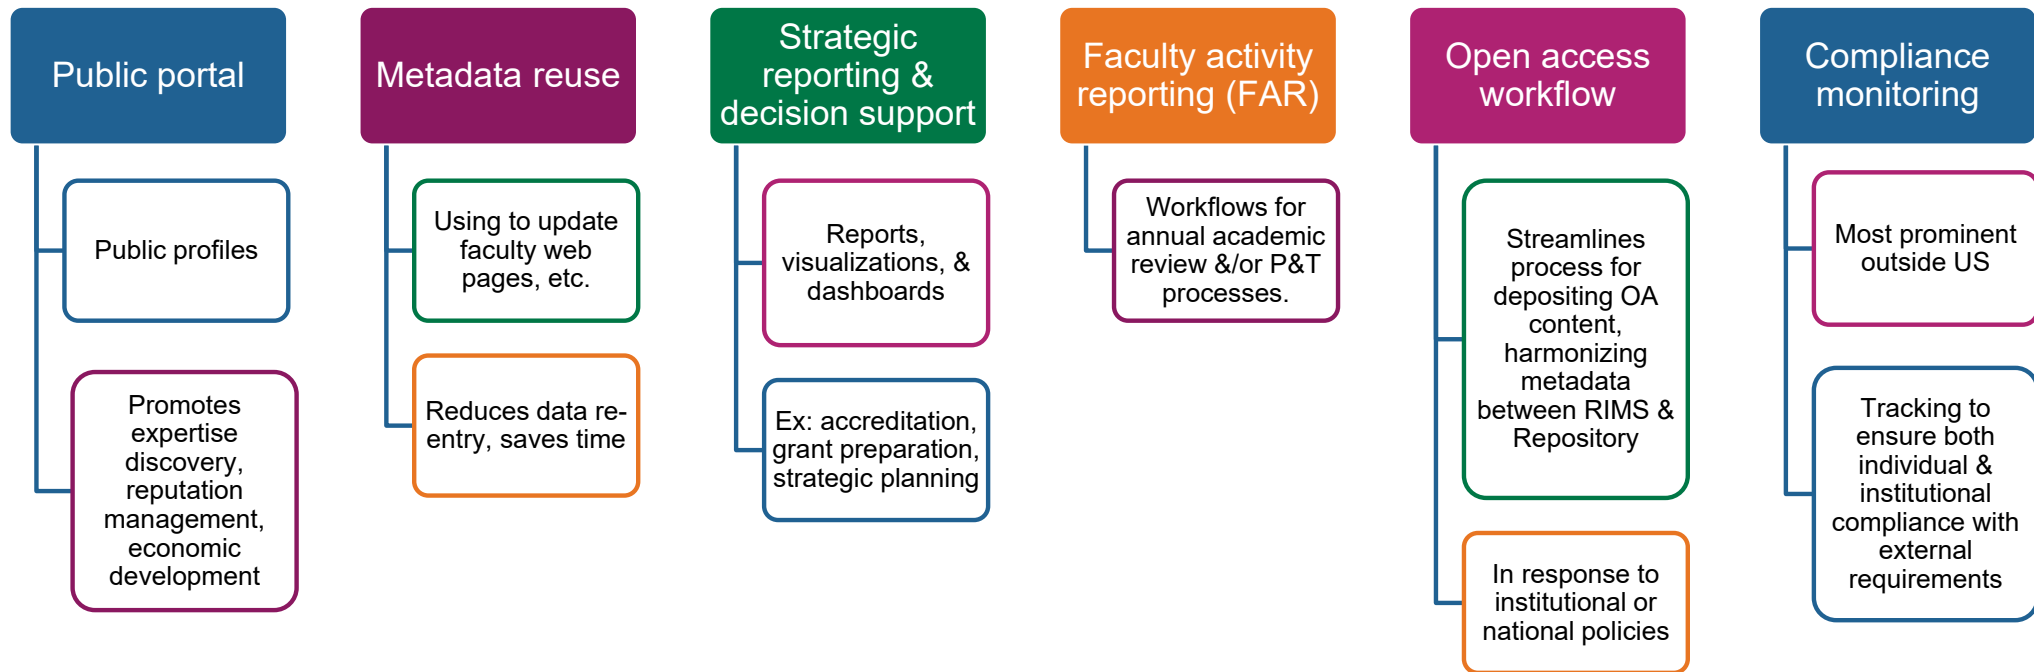 Public portal
Public profiles
Promotes
expertise
discovery,
reputation
management,
economic
development
Metadata reuse
Using to update
faculty web
pages, etc.
Reduces data re-
entry, saves time
Strategic
reporting &
decision support
Reports,
visualizations, &
dashboards
Ex: accreditation,
grant preparation,
strategic planning
Faculty activity
reporting (FAR)
Workflows for
annual academic
review &/or P&T
processes.
Open access
workflow
Streamlines
process for
depositing OA
content,
harmonizing
metadata
between RIMS &
Repository
In response to
institutional or
national policies
Compliance
monitoring
Most prominent
outside US
Tracking to
ensure both
individual &
institutional
compliance with
external
requirements